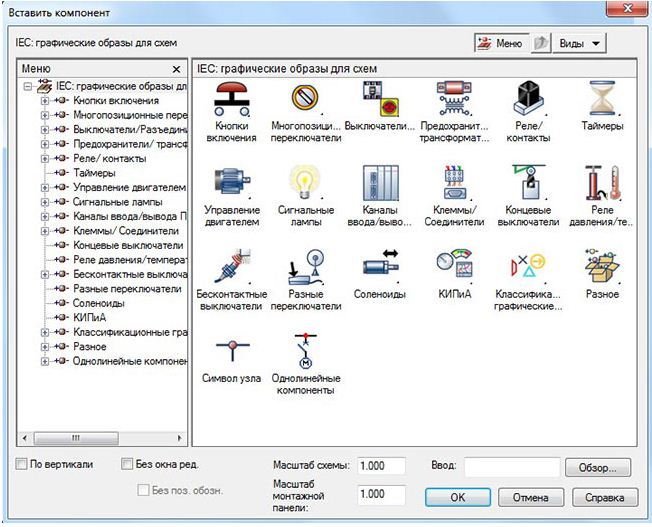 Вставить компонент
IEC: графические образы для схем
Меню
Виды
Меню
IEC: графические образы дл
Кнопки включения
Многопозиционные пере
Выключатели/Разъедини
Предохранители/ трансф
Реле/ контакты
Таймеры
Управление двигателем
Сигнальные лампы
Каналы ввода/вывода П
Клеммы/ Соединители
Концевые выключатели
Реле давления/темпера
Бесконтактные выключа
Разные переключатели
Соленоиды
КИПиА
Классификационные гра
Разное
Однолинейные компонен
IEC: графические образы для схем
Кнопки
включения
Многопозици...
переключатели
Выключатели...
Предохранит...
трансформат...
Реле/
контакты
Таймеры
Управление
двигателем
Сигнальные
лампы
Каналы
ввода/выво...
Клеммы/
Соединители
Концевые
выключатели
Реле
давления/те...
Бесконтактные
выключатели
Разные
переключатели
Соленоиды
КИПиА
Классифика...
графические...
Разное
Символ узла
Однолинейные
компоненты
По вертикали
Без окна ред.
Без поз. обозн.
Масштаб схемы:
1.000
Масштаб
монтажной
панели:
1.000
Ввод:
Обзор...
OK
Отмена
Справка